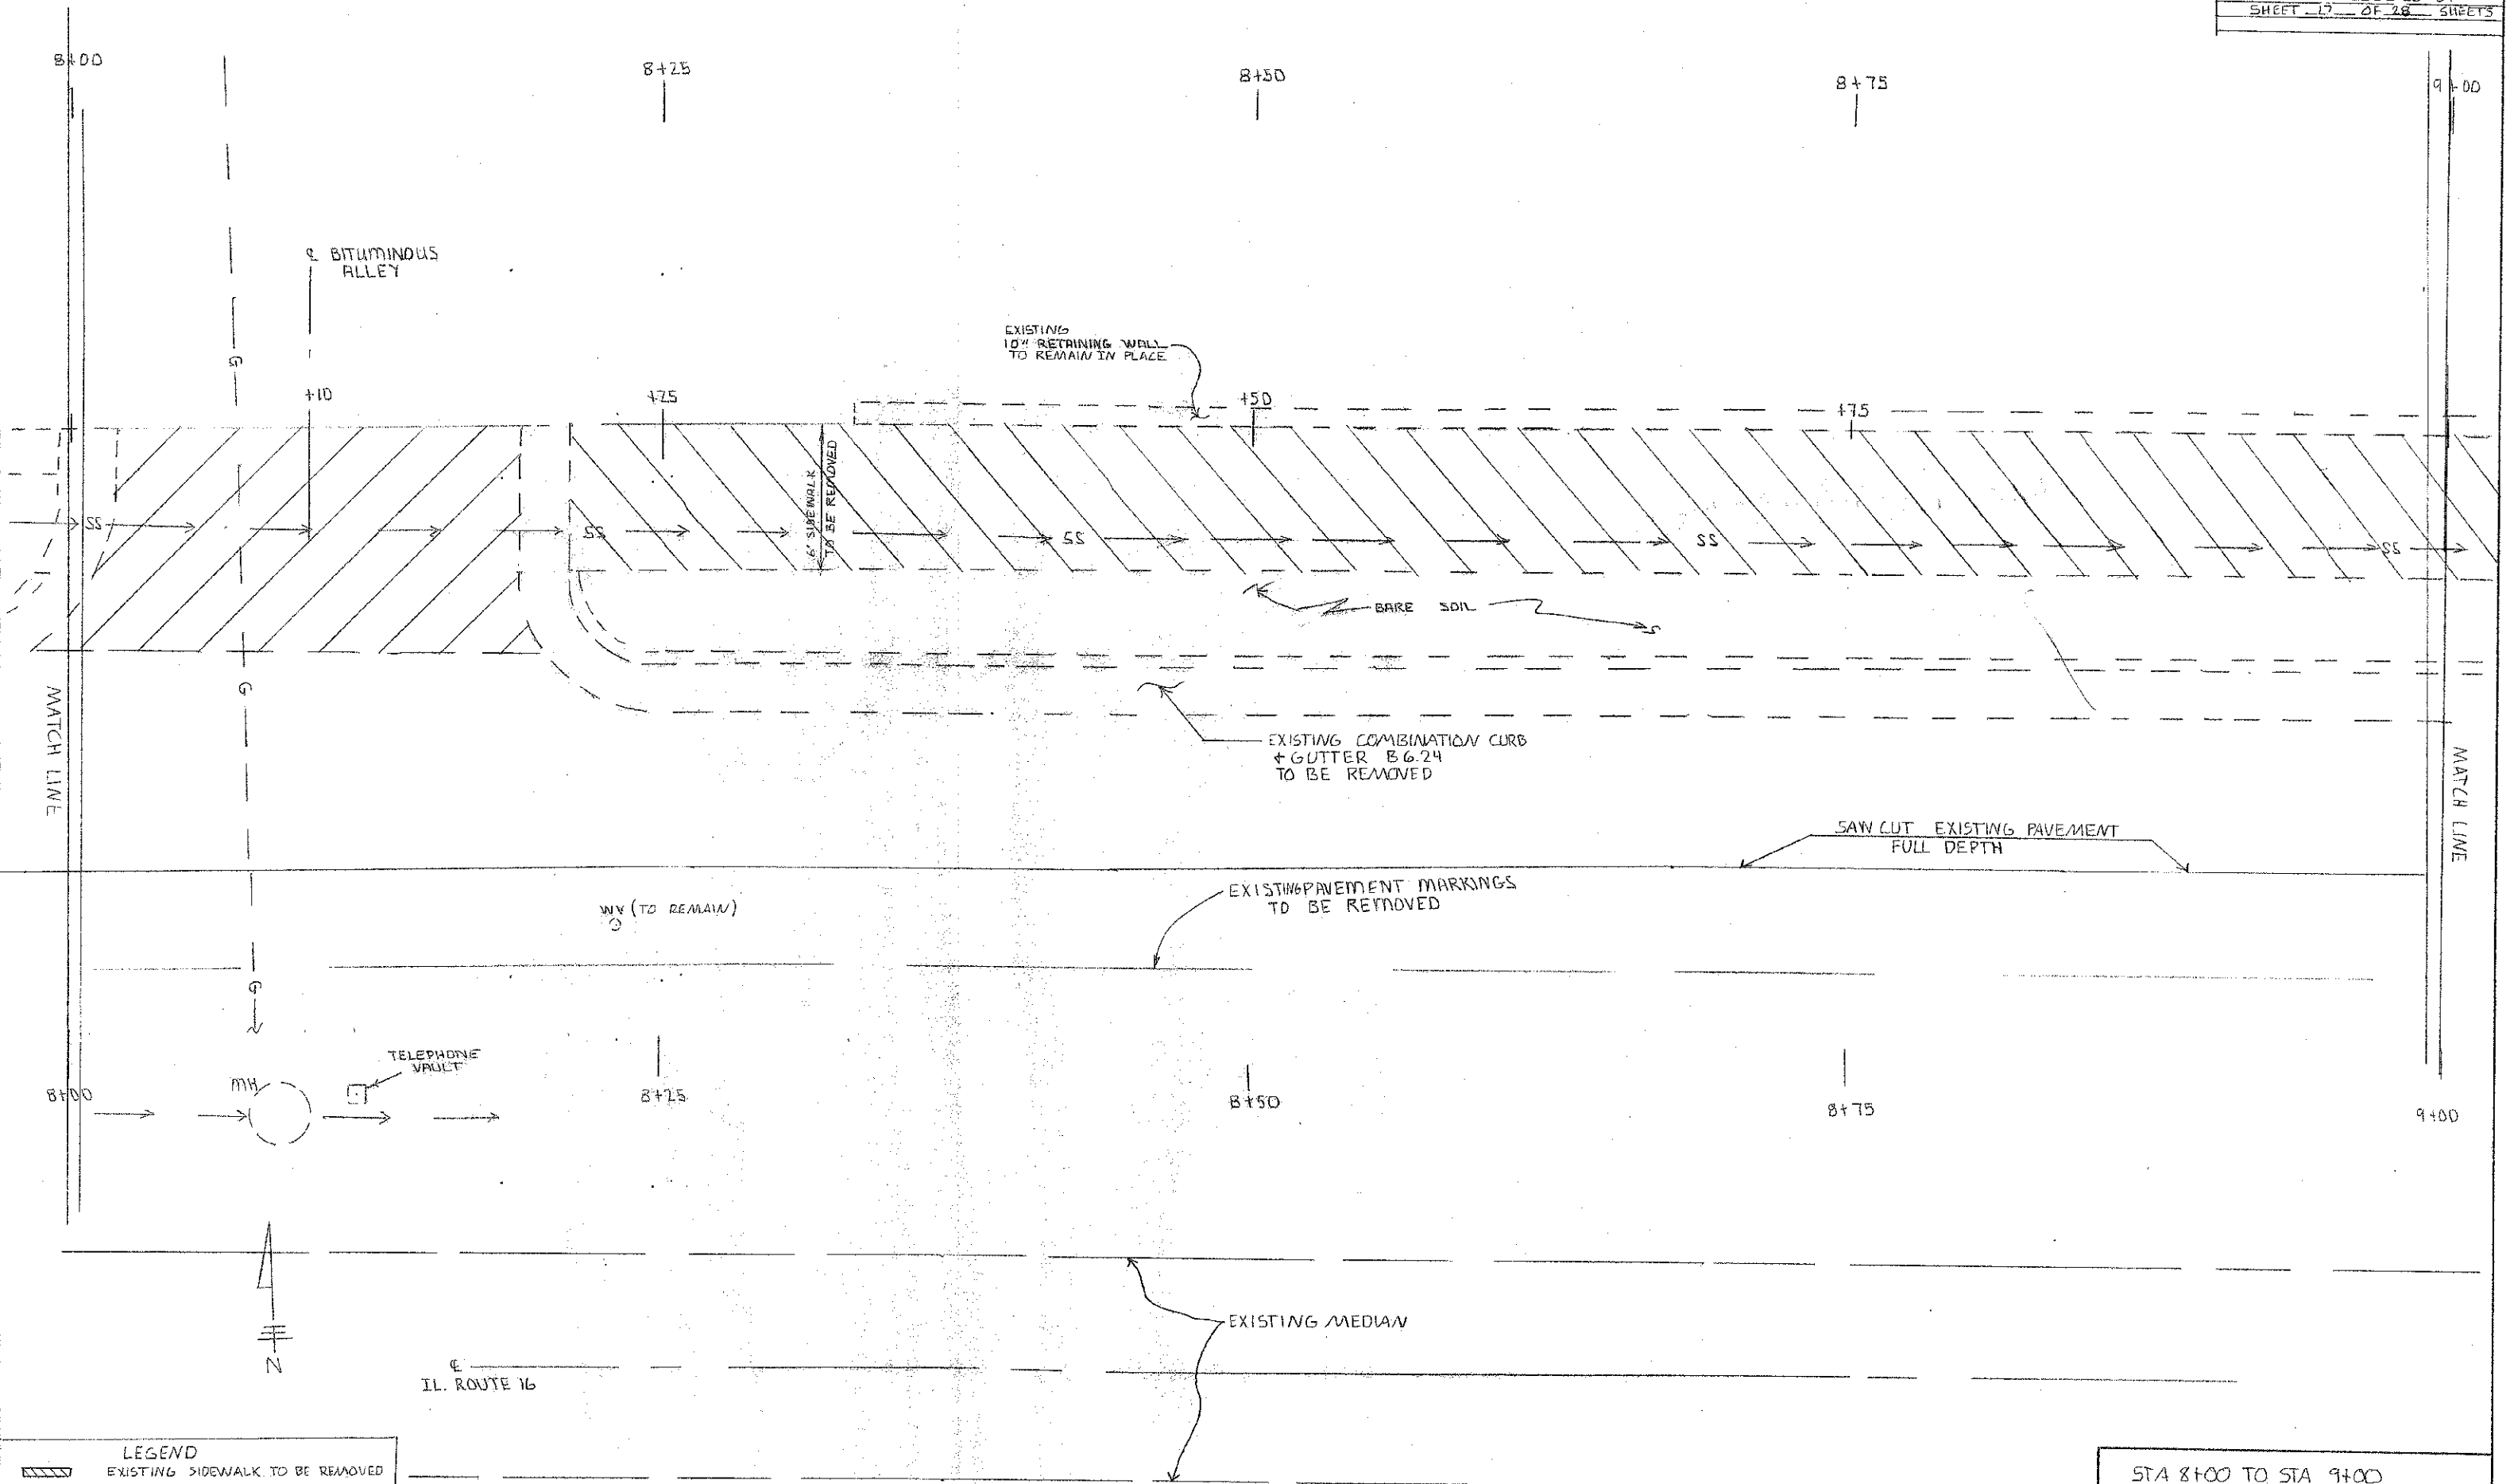 SHEET 17 OF 28 SHEETS
8+00
8+25
8+50
8+75
9+00
℄ BITUMINOUS
ALLEY
EXISTING
10" RETAINING WALL
TO REMAIN IN PLACE
G
+10
+25
+50
+75
6' SIDEWALK
TO BE REMOVED
SS
SS
SS
SS
SS
BARE SOIL
G
MATCH LINE
EXISTING COMBINATION CURB
& GUTTER B6.24
TO BE REMOVED
MATCH LINE
SAW CUT EXISTING PAVEMENT
FULL DEPTH
EXISTING PAVEMENT MARKINGS
TO BE REMOVED
WV (TO REMAIN)
G
TELEPHONE
VAULT
MH
8+00
8+25
8+50
8+75
9+00
N
EXISTING MEDIAN
℄
IL. ROUTE 16
LEGEND
EXISTING SIDEWALK TO BE REMOVED
STA 8+00 TO STA 9+00